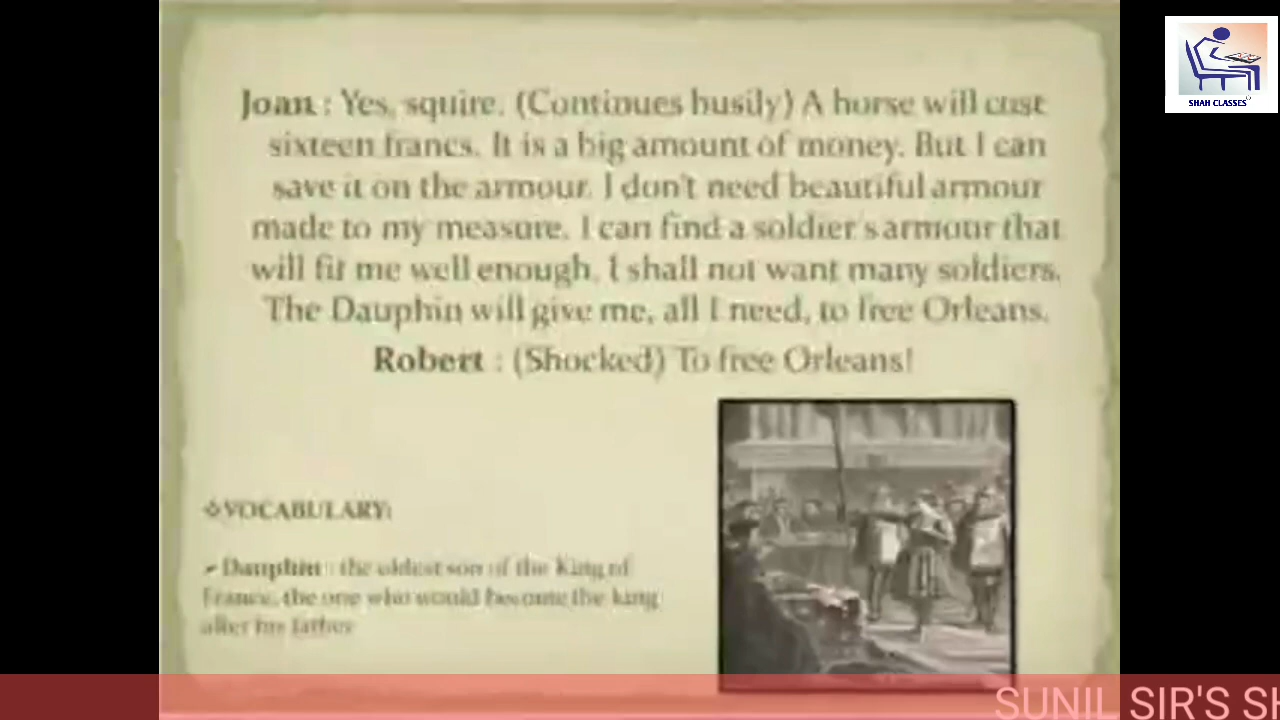 Joan : Yes, squire. (Continues busily) A horse will cost
sixteen francs. It is a big amount of money. But I can
save it on the armour. I don't need beautiful armour
made to my measure. I can find a soldier's armour that
will fit me well enough. I shall not want many soldiers.
The Dauphin will give me, all I need, to free Orleans.
Robert : (Shocked) To free Orleans!
❖VOCABULARY:
➢Dauphin : the oldest son of the King of
France, the one who would become the king
after his father
SHAH CLASSES
SUNIL SIR'S SH